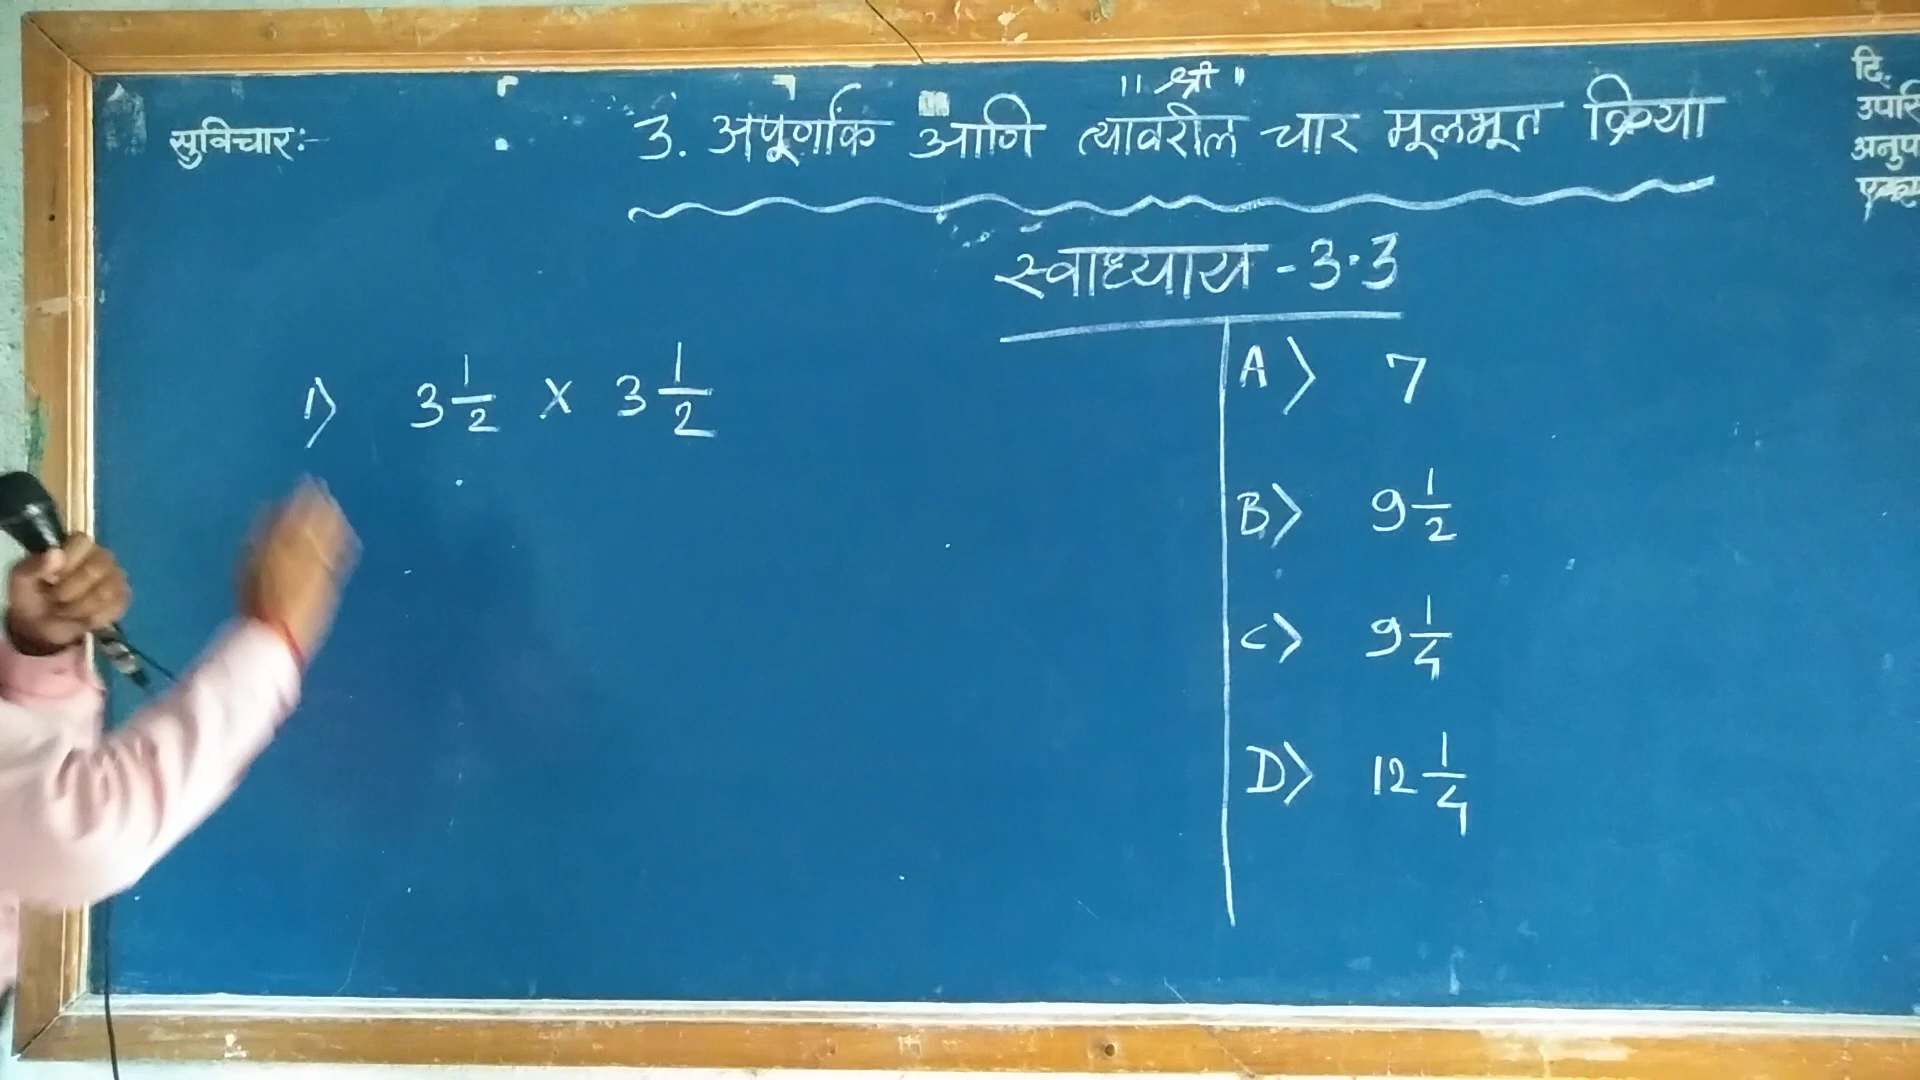 ॥ श्री ॥
सुविचार:-
3. अपूर्णांक आणि त्यावरील चार मूलभूत क्रिया
स्वाध्याय - 3.3
1) 3 1/2 x 3 1/2
A) 7
B) 9 1/2
C) 9 1/4
D) 12 1/4
दि.